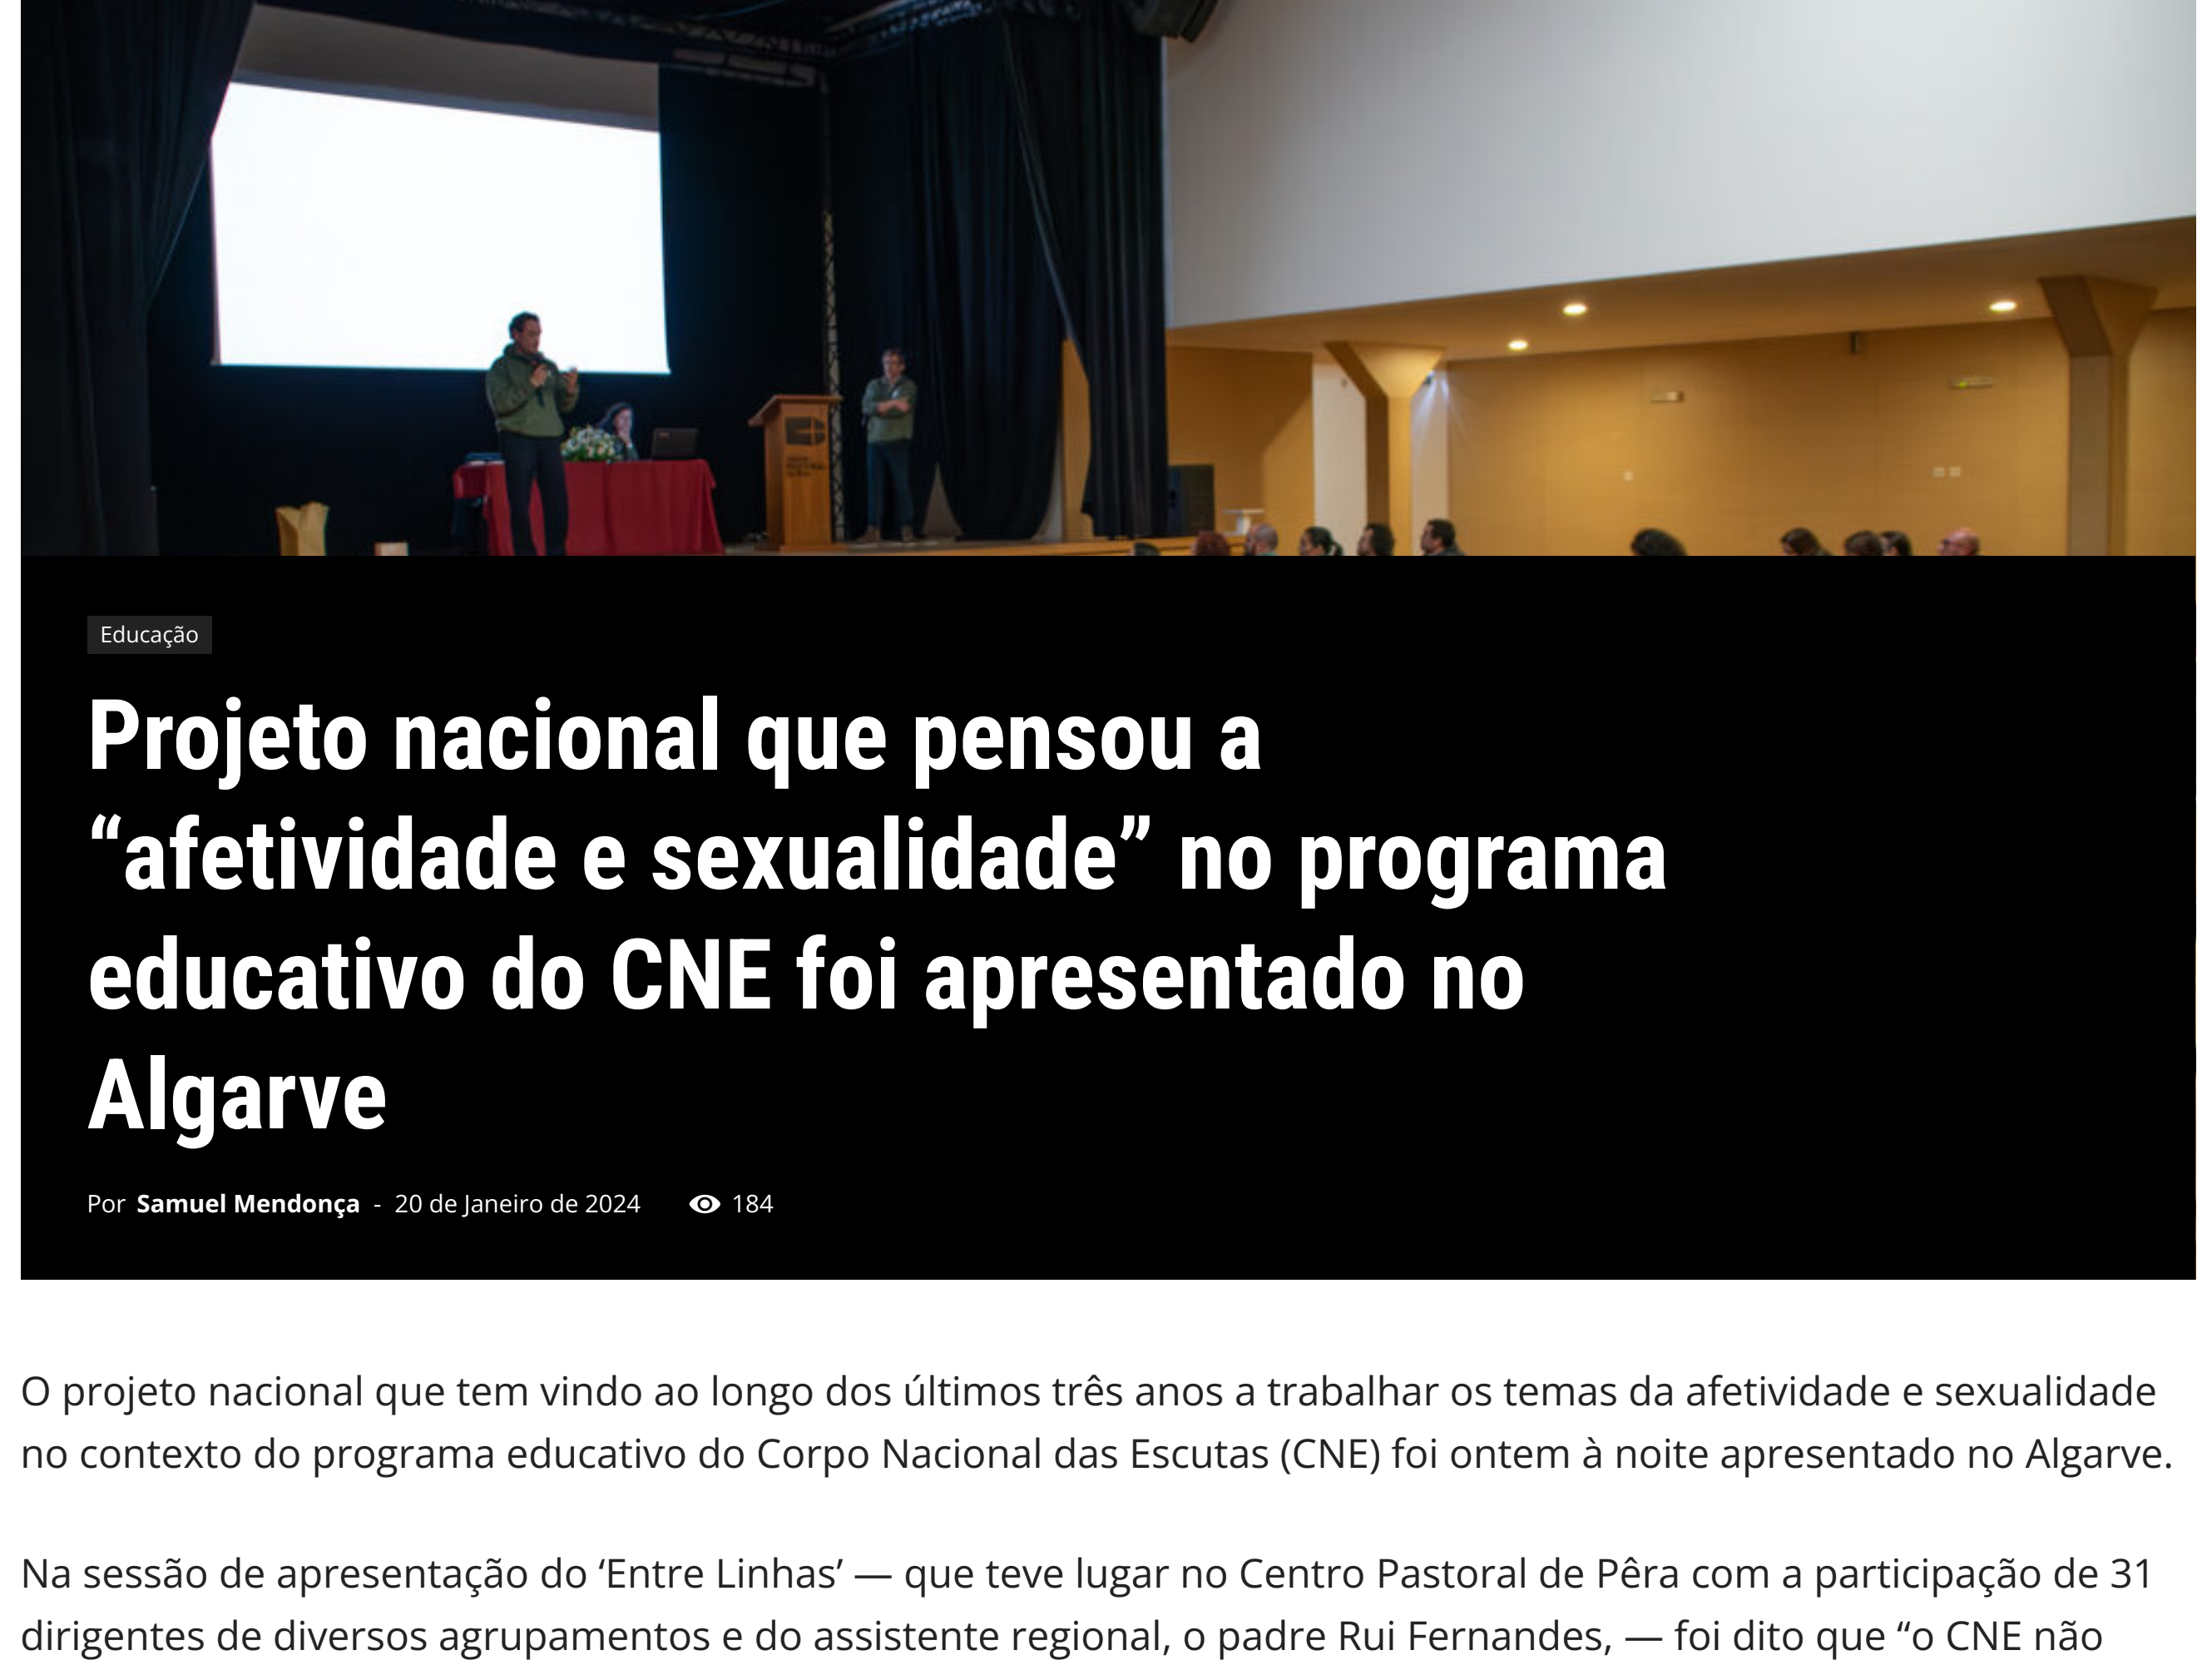 Educação
Projeto nacional que pensou a
“afetividade e sexualidade” no programa
educativo do CNE foi apresentado no
Algarve
Por Samuel Mendonça - 20 de Janeiro de 2024 184
O projeto nacional que tem vindo ao longo dos últimos três anos a trabalhar os temas da afetividade e sexualidade
no contexto do programa educativo do Corpo Nacional das Escutas (CNE) foi ontem à noite apresentado no Algarve.
Na sessão de apresentação do ‘Entre Linhas’ — que teve lugar no Centro Pastoral de Pêra com a participação de 31
dirigentes de diversos agrupamentos e do assistente regional, o padre Rui Fernandes, — foi dito que “o CNE não